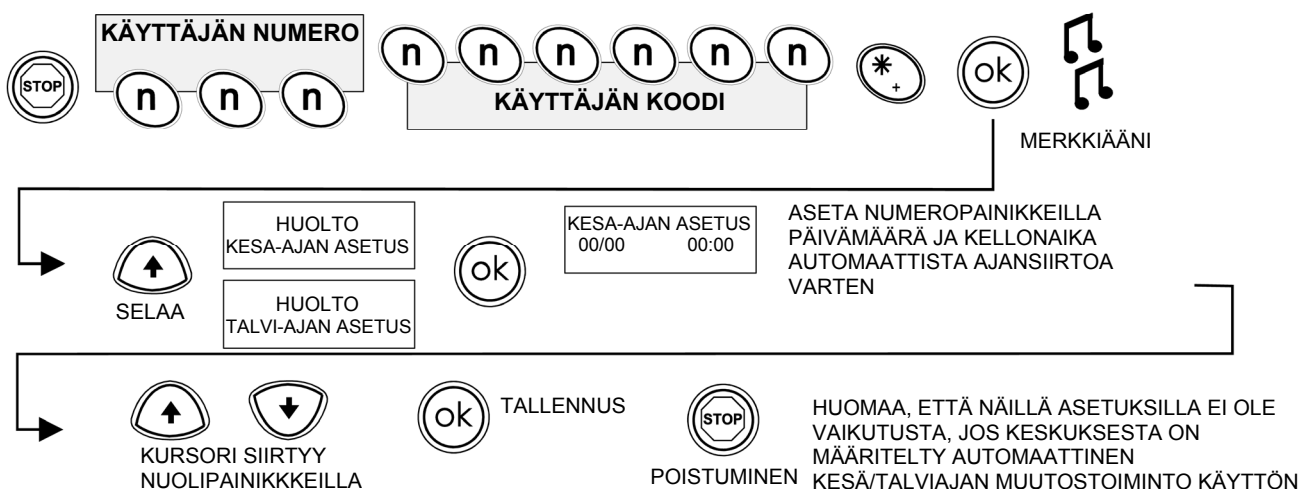 STOP
KÄYTTÄJÄN NUMERO
n n n
n n n n n n
KÄYTTÄJÄN KOODI
*
+
ok
MERKKIÄÄNI
SELAA
HUOLTO
KESA-AJAN ASETUS
HUOLTO
TALVI-AJAN ASETUS
ok
KESA-AJAN ASETUS
00/00 00:00
ASETA NUMEROPAINIKKEILLA
PÄIVÄMÄÄRÄ JA KELLONAIKA
AUTOMAATTISTA AJANSIIRTOA
VARTEN
KURSORI SIIRTYY
NUOLIPAINIKKKEILLA
ok
TALLENNUS
STOP
POISTUMINEN
HUOMAA, ETTÄ NÄILLÄ ASETUKSILLA EI OLE
VAIKUTUSTA, JOS KESKUKSESTA ON
MÄÄRITELTY AUTOMAATTINEN
KESÄ/TALVIAJAN MUUTOSTOIMINTO KÄYTTÖN